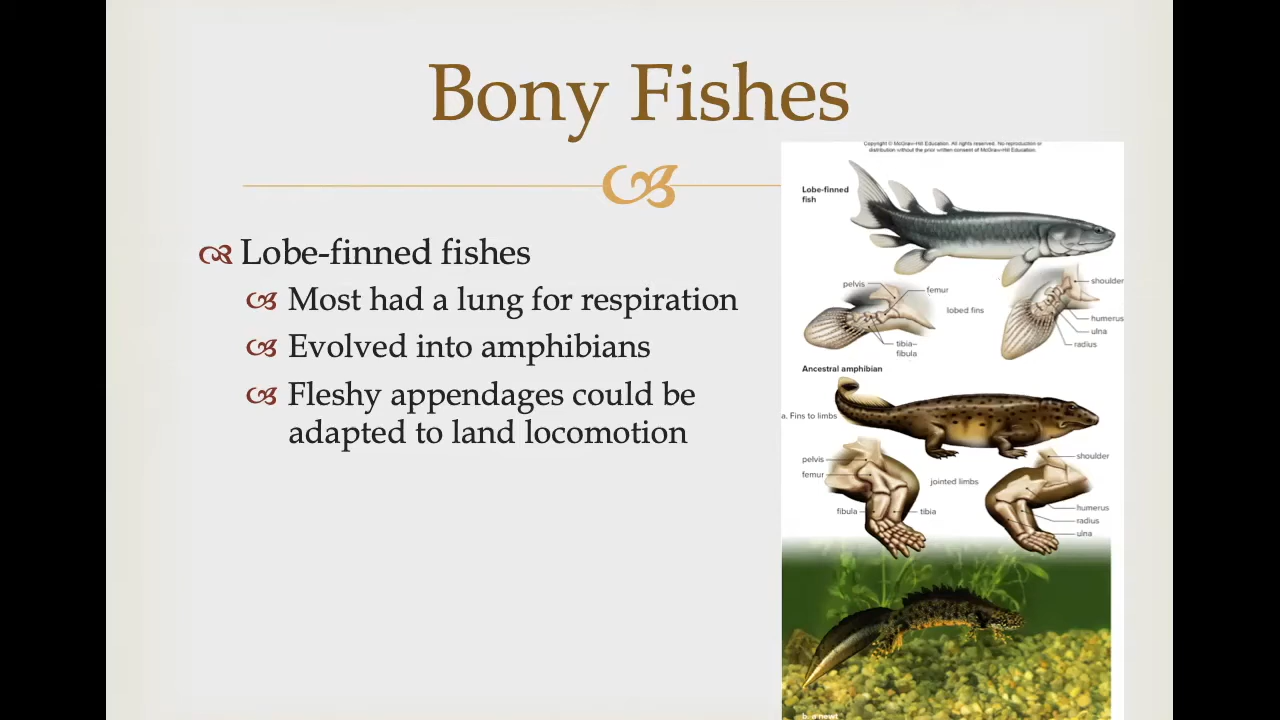 Bony Fishes
Lobe-finned fishes
Most had a lung for respiration
Evolved into amphibians
Fleshy appendages could be
adapted to land locomotion
Copyright © McGraw-Hill Education. All rights reserved. No reproduction or
distribution without the prior written consent of McGraw-Hill Education.
Lobe-finned
fish
pelvis
femur
lobed fins
tibia–
fibula
shoulder
humerus
ulna
radius
Ancestral amphibian
a. Fins to limbs
pelvis
femur
jointed limbs
fibula
tibia
shoulder
humerus
radius
ulna
b. a newt